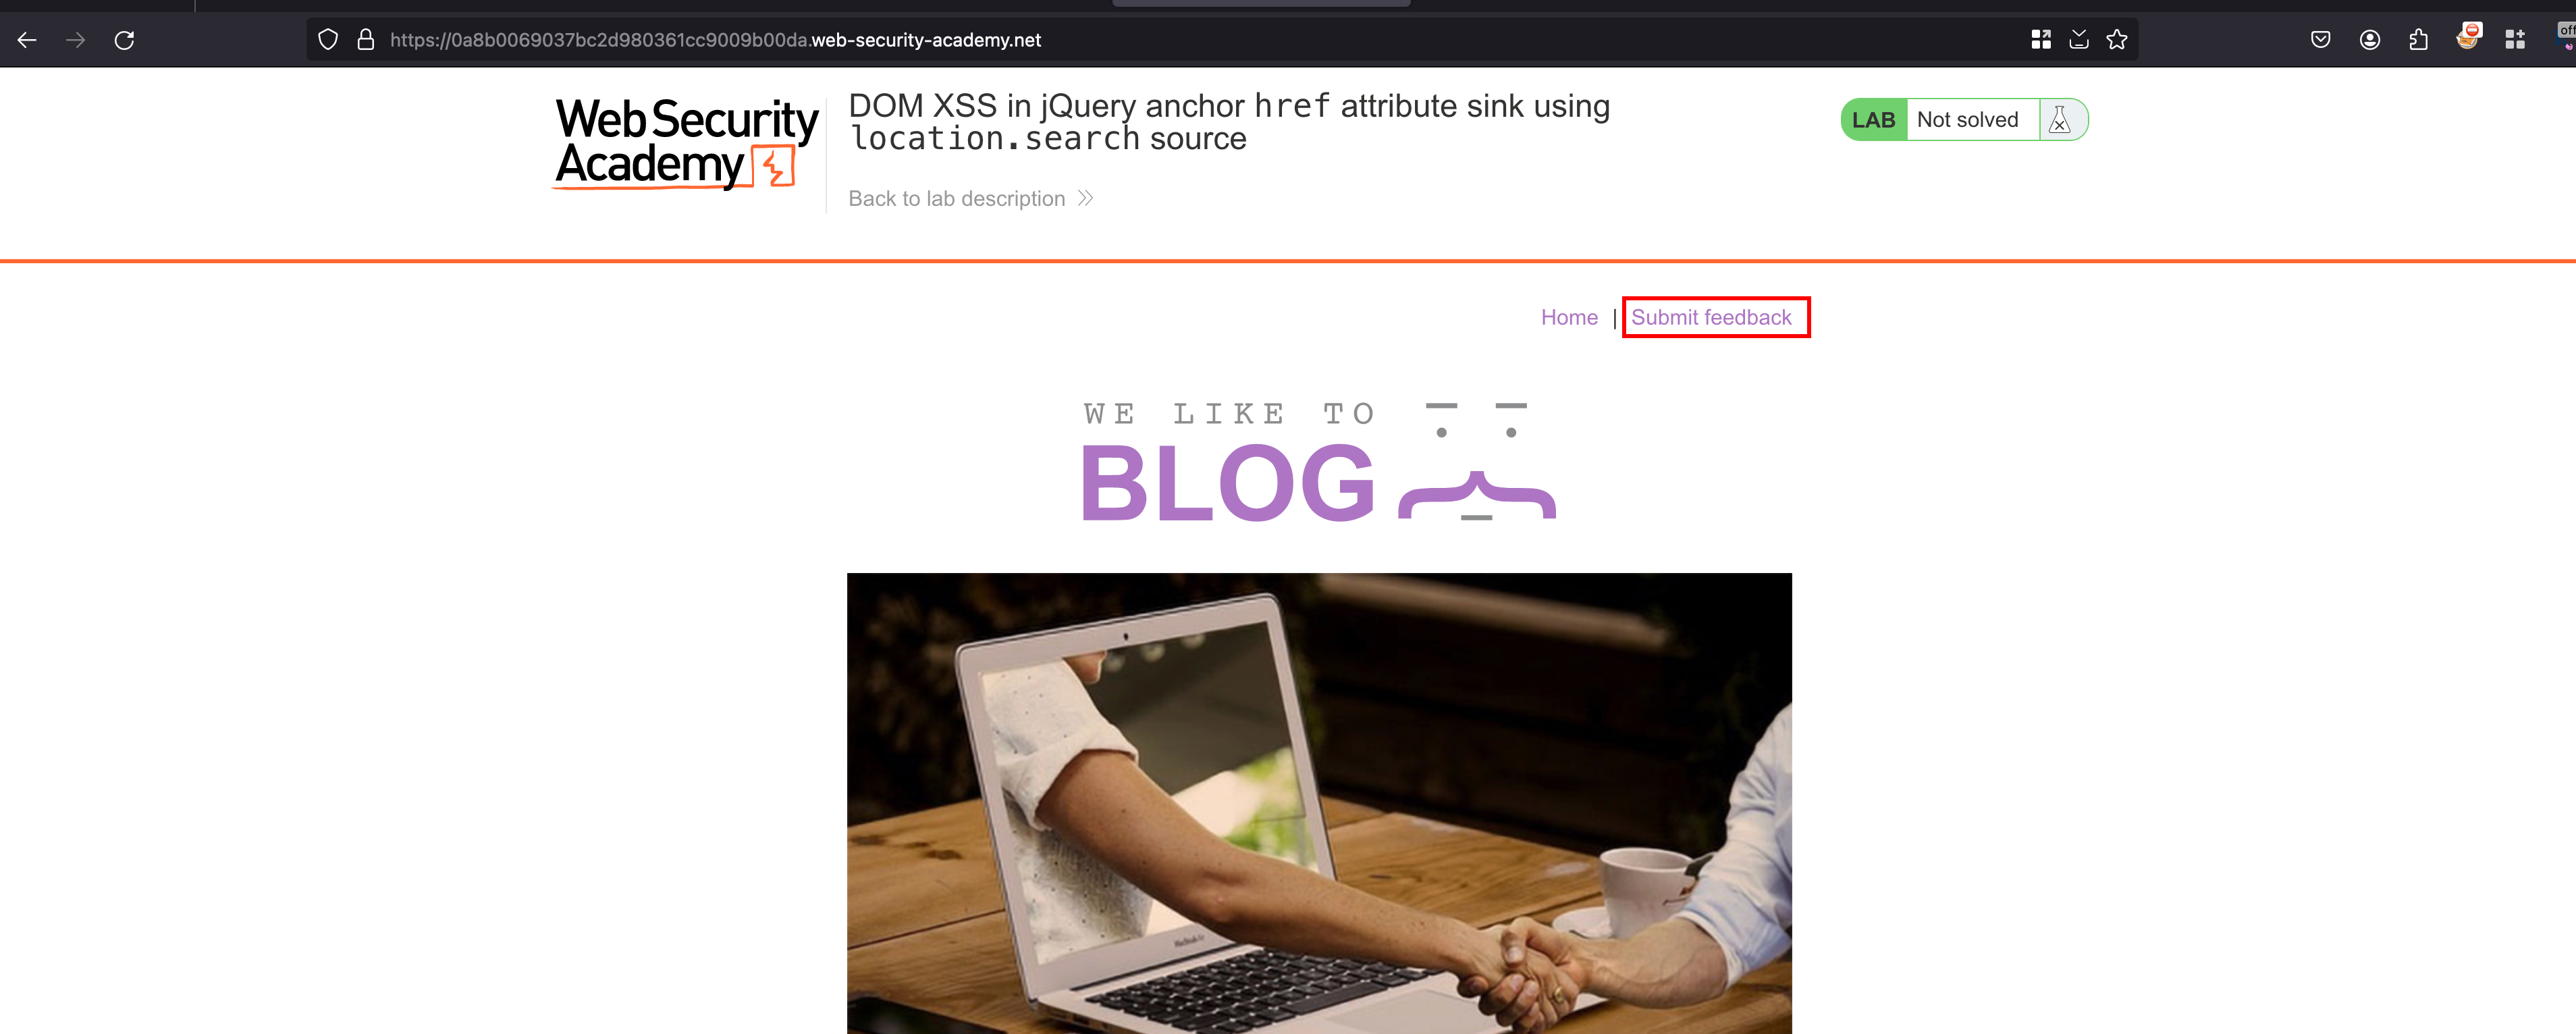 https://0a8b0069037bc2d980361cc9009b00da.web-security-academy.net
off
Web Security
Academy
DOM XSS in jQuery anchor href attribute sink using
location.search source
Back to lab description
LAB Not solved
Home | Submit feedback
WE LIKE TO
BLOG